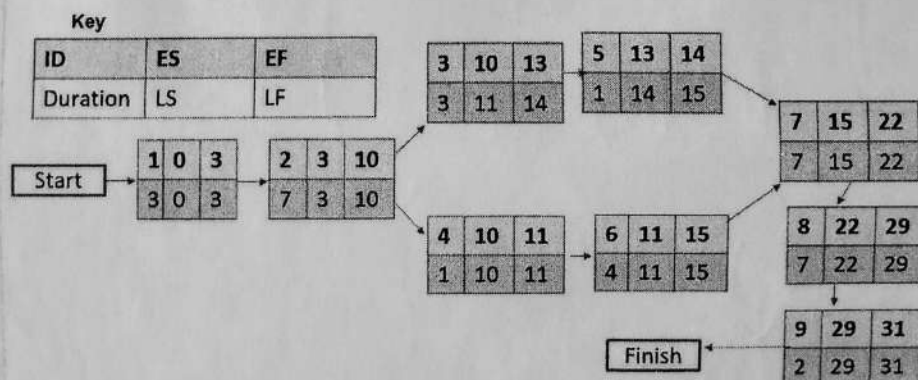 Key
ID ES EF
Duration LS LF
Start
1 0 3
3 0 3
2 3 10
7 3 10
3 10 13
3 11 14
5 13 14
1 14 15
4 10 11
1 10 11
6 11 15
4 11 15
7 15 22
7 15 22
8 22 29
7 22 29
9 29 31
2 29 31
Finish